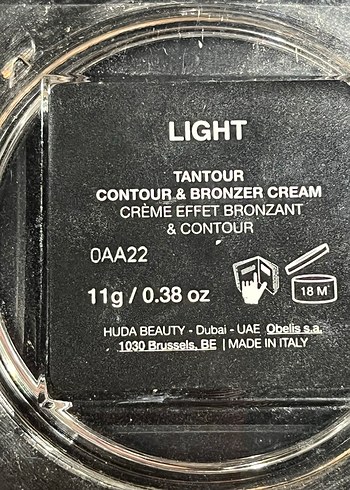 LIGHT
TANTOUR
CONTOUR & BRONZER CREAM
CRÈME EFFET BRONZANT
& CONTOUR
0AA22
11g / 0.38 oz
18 M
HUDA BEAUTY - Dubai - UAE Obelis s.a.
1030 Brussels, BE | MADE IN ITALY